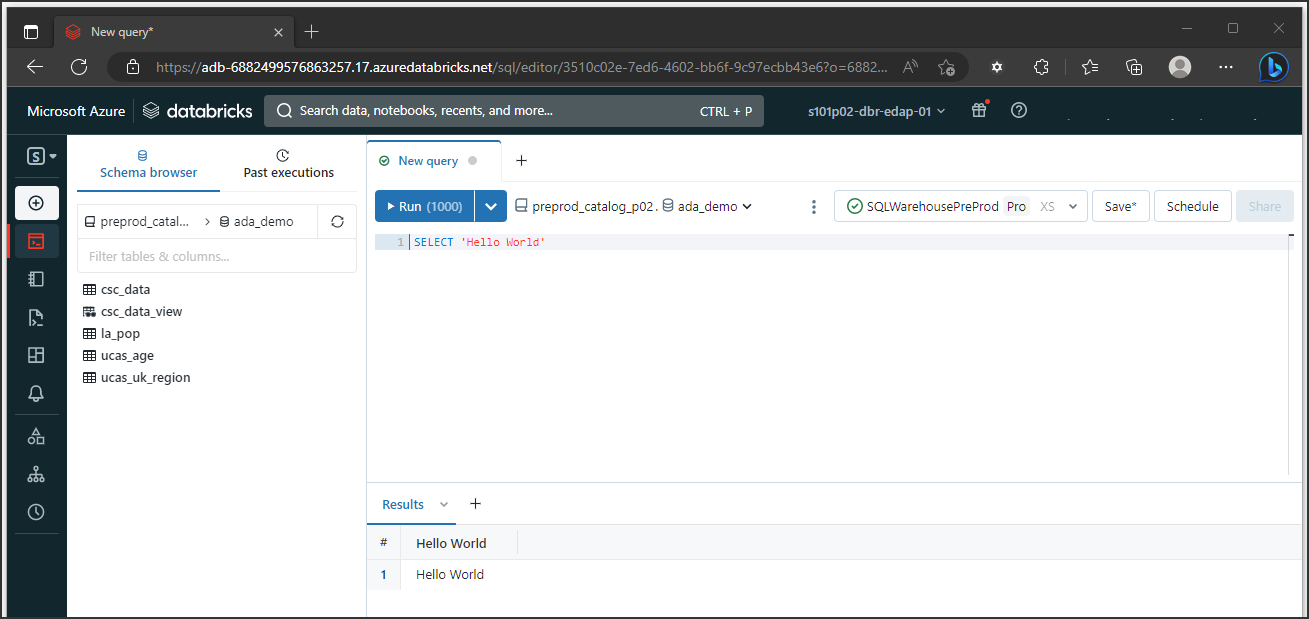 New query*
https://adb-6882499576863257.17.azuredatabricks.net/sql/editor/3510c02e-7ed6-4602-bb6f-9c97ecbb43e6?o=6882...
Microsoft Azure databricks Search data, notebooks, recents, and more... CTRL + P s101p02-dbr-edap-01
S
Schema browser Past executions
New query
preprod_catal... > ada_demo
Run (1000) preprod_catalog_p02. ada_demo SQLWarehousePreProd Pro XS Save* Schedule Share
1 SELECT 'Hello World'
Filter tables & columns...
csc_data
csc_data_view
la_pop
ucas_age
ucas_uk_region
Results
# Hello World
1 Hello World